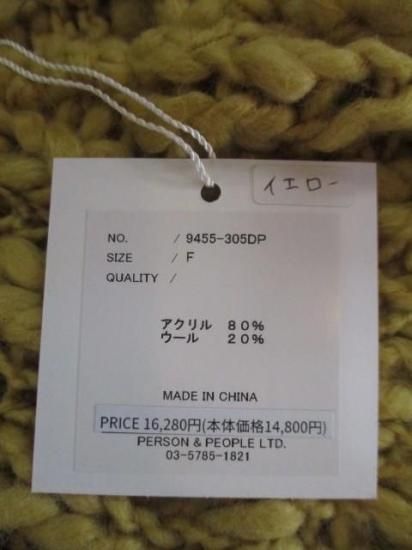 イエロー
NO. / 9455-305DP
SIZE / F
QUALITY /
アクリル 80%
ウール 20%
MADE IN CHINA
PRICE 16,280円(本体価格14,800円)
PERSON & PEOPLE LTD.
03-5785-1821